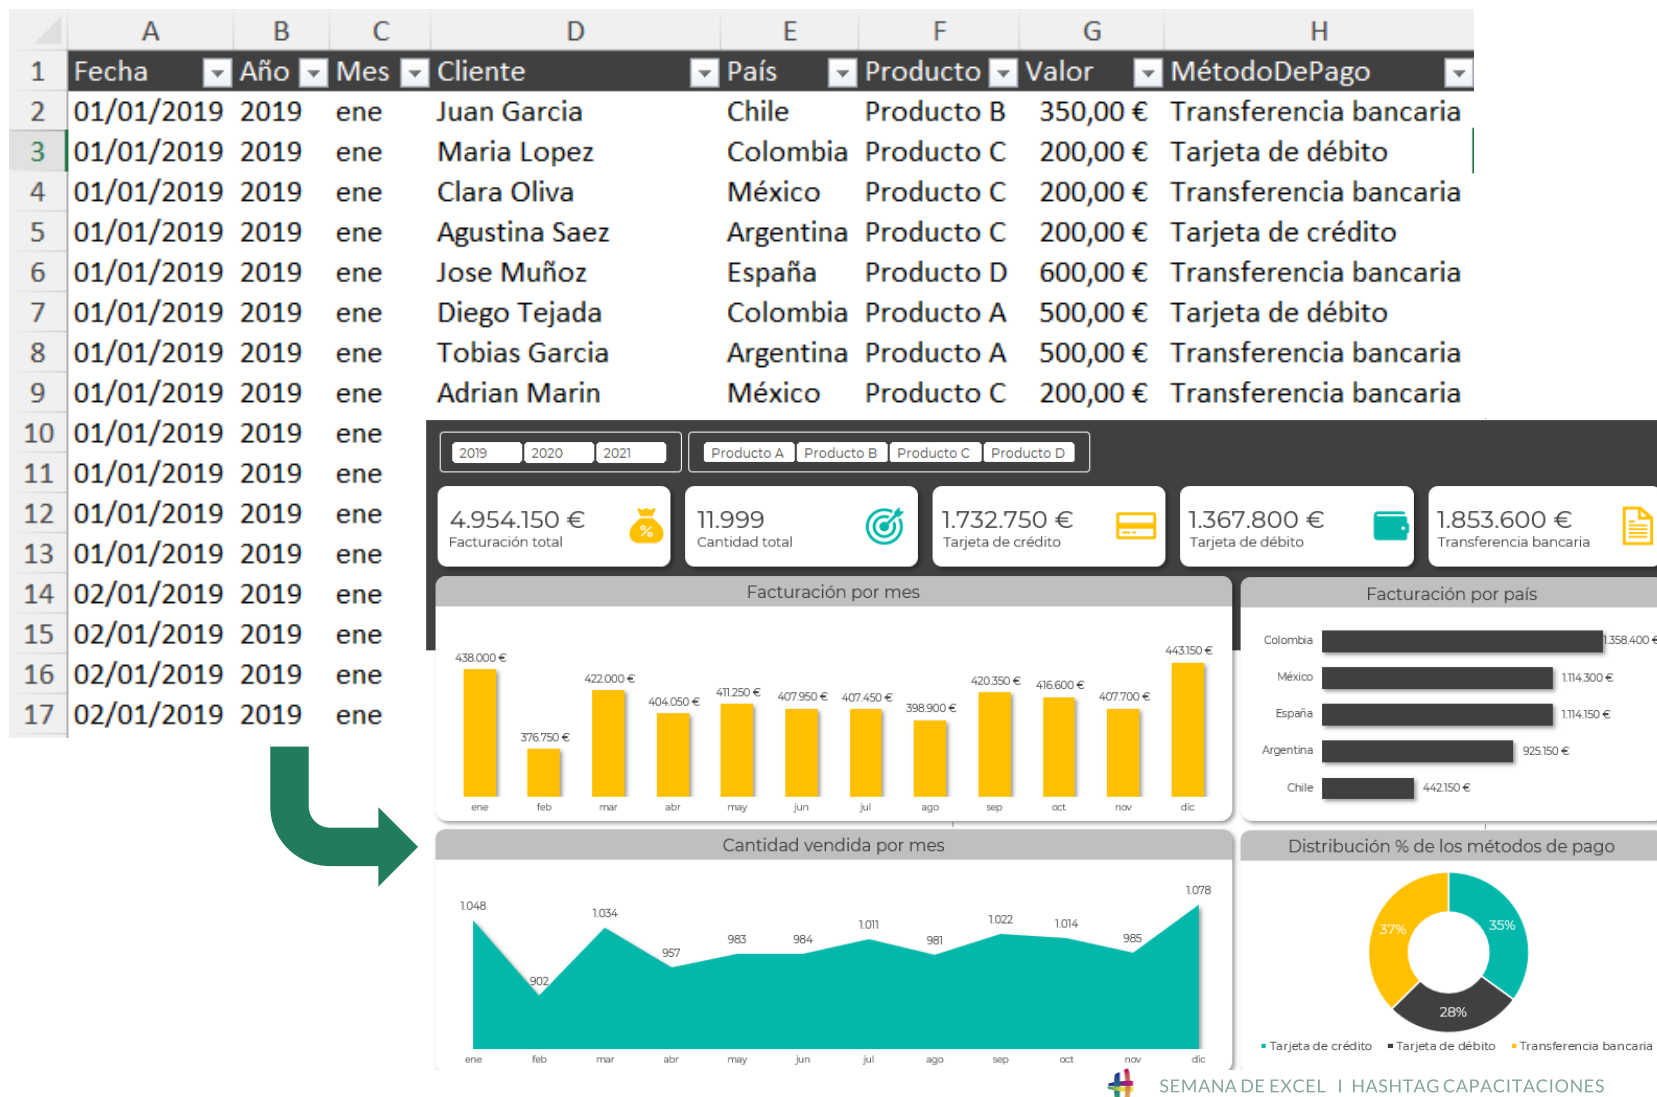 A B C D E F G H
1 Fecha Año Mes Cliente País Producto Valor MétodoDePago
2 01/01/2019 2019 ene Juan Garcia Chile Producto B 350,00 € Transferencia bancaria
3 01/01/2019 2019 ene Maria Lopez Colombia Producto C 200,00 € Tarjeta de débito
4 01/01/2019 2019 ene Clara Oliva México Producto C 200,00 € Transferencia bancaria
5 01/01/2019 2019 ene Agustina Saez Argentina Producto C 200,00 € Tarjeta de crédito
6 01/01/2019 2019 ene Jose Muñoz España Producto D 600,00 € Transferencia bancaria
7 01/01/2019 2019 ene Diego Tejada Colombia Producto A 500,00 € Tarjeta de débito
8 01/01/2019 2019 ene Tobias Garcia Argentina Producto A 500,00 € Transferencia bancaria
9 01/01/2019 2019 ene Adrian Marin México Producto C 200,00 € Transferencia bancaria
10 01/01/2019 2019 ene
11 01/01/2019 2019 ene
12 01/01/2019 2019 ene
13 01/01/2019 2019 ene
14 02/01/2019 2019 ene
15 02/01/2019 2019 ene
16 02/01/2019 2019 ene
17 02/01/2019 2019 ene
2019 2020 2021 Producto A Producto B Producto C Producto D
4.954.150 € 11.999 1.732.750 € 1.367.800 € 1.853.600 €
Facturación total Cantidad total Tarjeta de crédito Tarjeta de débito Transferencia bancaria
%
Facturación por mes
438.000 € 376.750 € 422.000 € 404.050 € 411.250 € 407.950 € 407.450 € 398.900 € 420.350 € 416.600 € 407.700 € 443.150 €
ene feb mar abr may jun jul ago sep oct nov dic
Facturación por país
Colombia 1.358.400 €
México 1.114.300 €
España 1.114.150 €
Argentina 925.150 €
Chile 442.150 €
Cantidad vendida por mes
1.048 902 1.034 957 983 984 1.011 981 1.022 1.014 985 1.078
ene feb mar abr may jun jul ago sep oct nov dic
Distribución % de los métodos de pago
37% 35%
28%
Tarjeta de crédito Tarjeta de débito Transferencia bancaria
SEMANA DE EXCEL I HASHTAG CAPACITACIONES